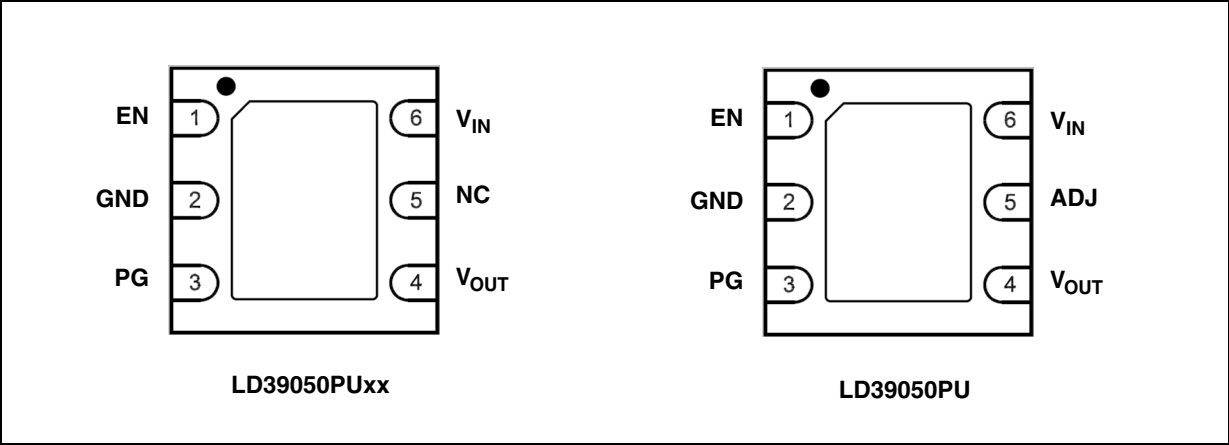 EN 1 6 VIN
GND 2 5 NC
PG 3 4 VOUT
LD39050PUxx
EN 1 6 VIN
GND 2 5 ADJ
PG 3 4 VOUT
LD39050PU